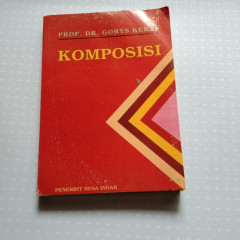 PROF. DR. GORYS KERAF
KOMPOSISI
PENERBIT NUSA INDAH